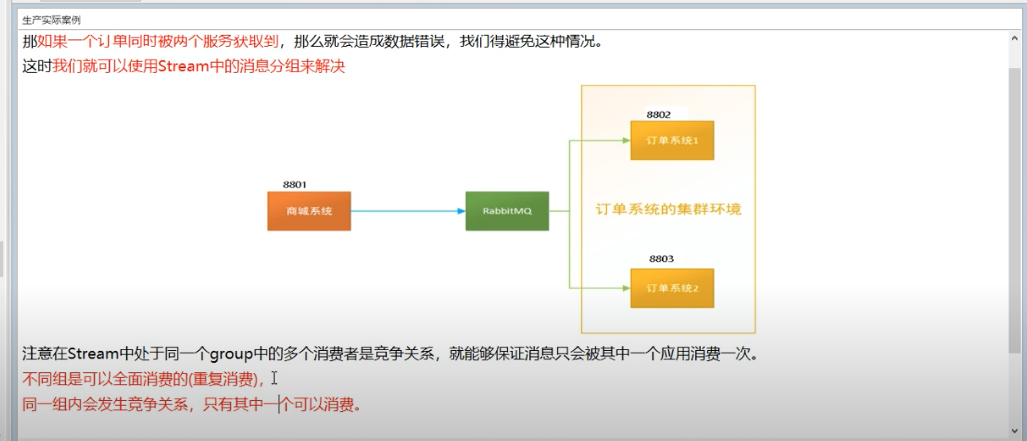 生产实际案例
那如果一个订单同时被两个服务获取到，那么就会造成数据错误，我们得避免这种情况。
这时我们就可以使用Stream中的消息分组来解决
8802
订单系统1
8801
商城系统
RabbitMQ
订单系统的集群环境
8803
订单系统2
注意在Stream中处于同一个group中的多个消费者是竞争关系，就能够保证消息只会被其中一个应用消费一次。
不同组是可以全面消费的(重复消费)，
同一组内会发生竞争关系，只有其中一个可以消费。